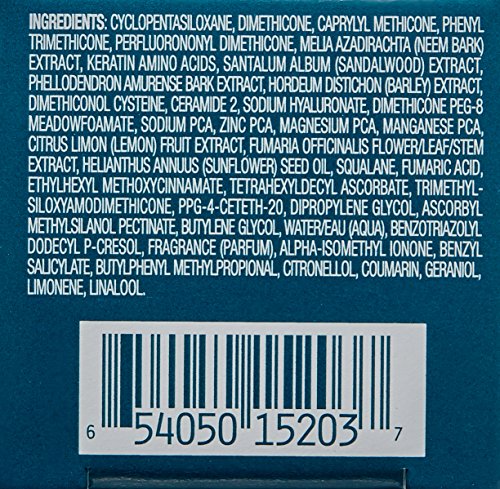 INGREDIENTS: CYCLOPENTASILOXANE, DIMETHICONE, CAPRYLYL METHICONE, PHENYL
TRIMETHICONE, PERFLUORONONYL DIMETHICONE, MELIA AZADIRACHTA (NEEM BARK)
EXTRACT, KERATIN AMINO ACIDS, SANTALUM ALBUM (SANDALWOOD) EXTRACT,
PHELLODENDRON AMURENSE BARK EXTRACT, HORDEUM DISTICHON (BARLEY) EXTRACT,
DIMETHICONOL CYSTEINE, CERAMIDE 2, SODIUM HYALURONATE, DIMETHICONE PEG-8
MEADOWFOAMATE, SODIUM PCA, ZINC PCA, MAGNESIUM PCA, MANGANESE PCA,
CITRUS LIMON (LEMON) FRUIT EXTRACT, FUMARIA OFFICINALIS FLOWER/LEAF/STEM
EXTRACT, HELIANTHUS ANNUUS (SUNFLOWER) SEED OIL, SQUALANE, FUMARIC ACID,
ETHYLHEXYL METHOXYCINNAMATE, TETRAHEXYLDECYL ASCORBATE, TRIMETHYL-
SILOXYAMODIMETHICONE, PPG-4-CETETH-20, DIPROPYLENE GLYCOL, ASCORBYL
METHYLSILANOL PECTINATE, BUTYLENE GLYCOL, WATER/EAU (AQUA), BENZOTRIAZOLYL
DODECYL P-CRESOL, FRAGRANCE (PARFUM), ALPHA-ISOMETHYL IONONE, BENZYL
SALICYLATE, BUTYLPHENYL METHYLPROPIONAL, CITRONELLOL, COUMARIN, GERANIOL,
LIMONENE, LINALOOL.
6 54050 15203 7